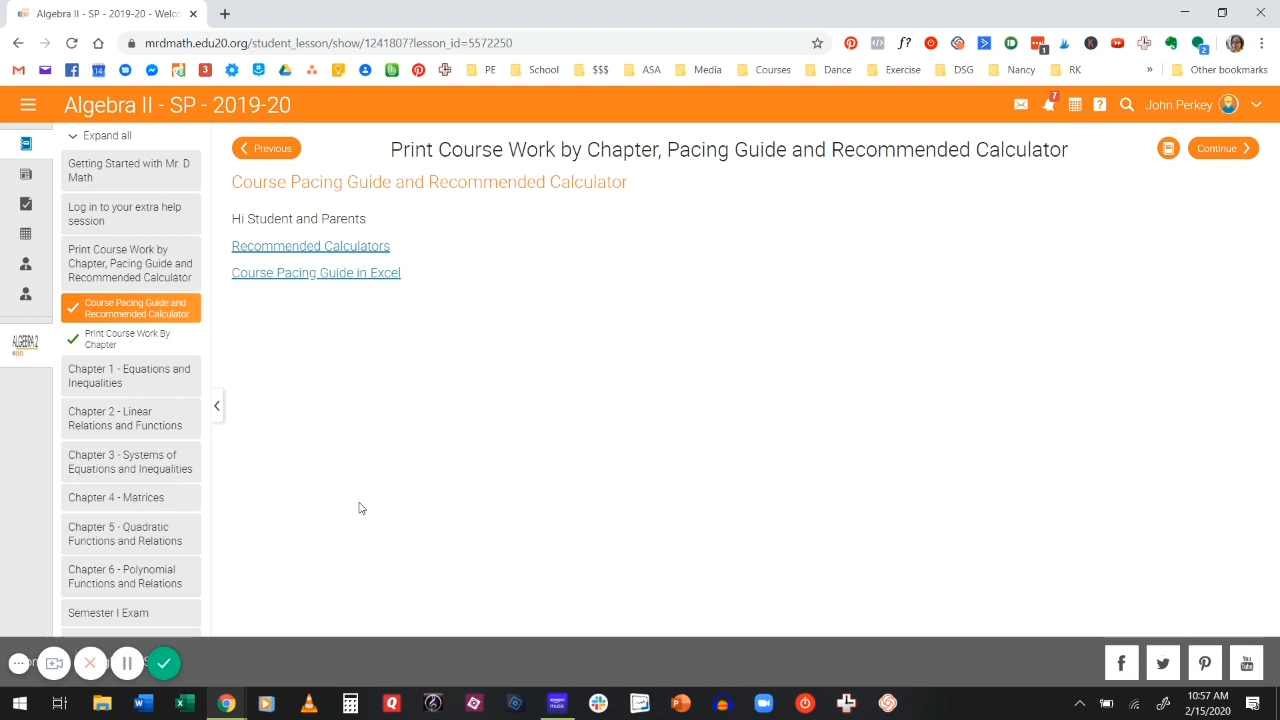 Algebra II - SP - 2019-20 - Welco
mrdmath.edu20.org/student_lesson/show/1241807?lesson_id=5572250
PE
School
$$$
ASA
Media
Courses
Dance
Exercise
DSG
Nancy
RK
»
Other bookmarks
Algebra II - SP - 2019-20
7
John Perkey
Expand all
Getting Started with Mr. D
Math
Log in to your extra help
session
Print Course Work by
Chapter, Pacing Guide and
Recommended Calculator
Course Pacing Guide and
Recommended Calculator
Print Course Work By
Chapter
Chapter 1 - Equations and
Inequalities
Chapter 2 - Linear
Relations and Functions
Chapter 3 - Systems of
Equations and Inequalities
Chapter 4 - Matrices
Chapter 5 - Quadratic
Functions and Relations
Chapter 6 - Polynomial
Functions and Relations
Semester I Exam
ALGEBRA 2
Previous
Print Course Work by Chapter, Pacing Guide and Recommended Calculator
Continue
Course Pacing Guide and Recommended Calculator
Hi Student and Parents
Recommended Calculators
Course Pacing Guide in Excel
10:57 AM
2/15/2020